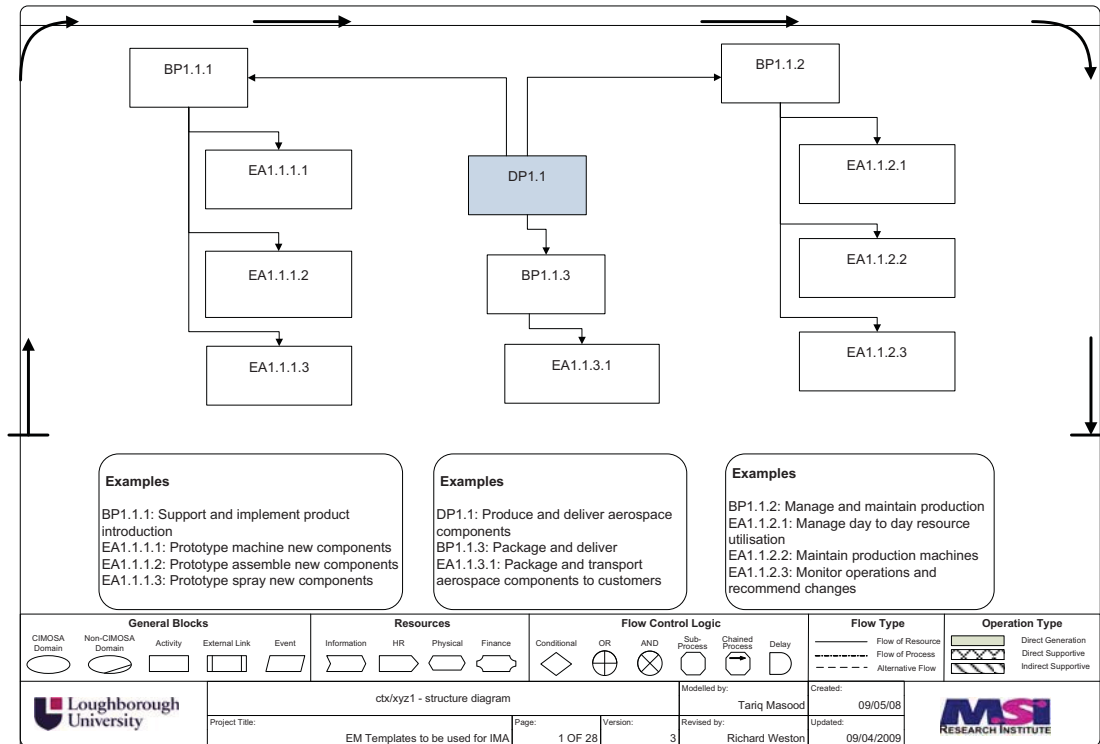 BP1.1.1
BP1.1.2
EA1.1.1.1
DP1.1
EA1.1.2.1
EA1.1.1.2
BP1.1.3
EA1.1.2.2
EA1.1.1.3
EA1.1.3.1
EA1.1.2.3
Examples
BP1.1.1: Support and implement product
introduction
EA1.1.1.1: Prototype machine new components
EA1.1.1.2: Prototype assemble new components
EA1.1.1.3: Prototype spray new components
Examples
DP1.1: Produce and deliver aerospace
components
BP1.1.3: Package and deliver
EA1.1.3.1: Package and transport
aerospace components to customers
Examples
BP1.1.2: Manage and maintain production
EA1.1.2.1: Manage day to day resource
utilisation
EA1.1.2.2: Maintain production machines
EA1.1.2.3: Monitor operations and
recommend changes
General Blocks
CIMOSA
Domain
Non-CIMOSA
Domain
Activity
External Link
Event
Resources
Information
HR
Physical
Finance
Flow Control Logic
Conditional
OR
AND
Sub-
Process
Chained
Process
Delay
Flow Type
Flow of Resource
Flow of Process
Alternative Flow
Operation Type
Direct Generation
Direct Supportive
Indirect Supportive
Loughborough
University
ctx/xyz1 - structure diagram
Modelled by:
Tariq Masood
Created:
09/05/08
Project Title:
EM Templates to be used for IMA
Page:
1 OF 28
Version:
3
Revised by:
Richard Weston
Updated:
09/04/2009
MSI
RESEARCH INSTITUTE